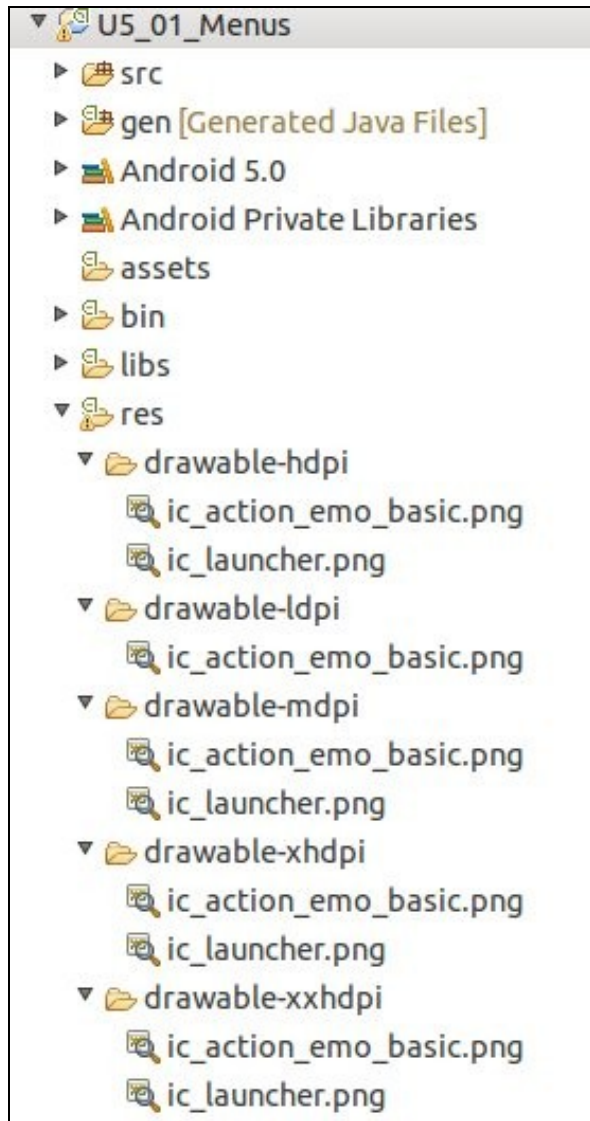 U5_01_Menus
src
gen [Generated Java Files]
Android 5.0
Android Private Libraries
assets
bin
libs
res
drawable-hdpi
ic_action_emo_basic.png
ic_launcher.png
drawable-ldpi
ic_action_emo_basic.png
drawable-mdpi
ic_action_emo_basic.png
ic_launcher.png
drawable-xhdpi
ic_action_emo_basic.png
ic_launcher.png
drawable-xxhdpi
ic_action_emo_basic.png
ic_launcher.png